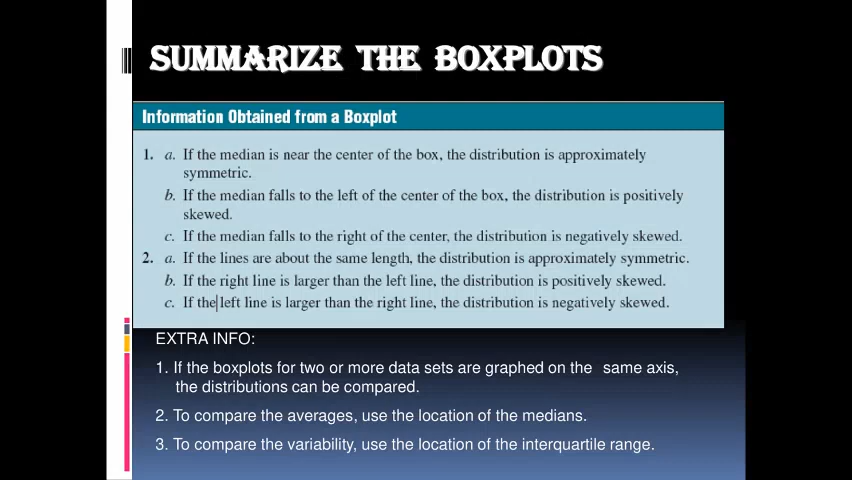 SUMMARIZE THE BOXPLOTS
Information Obtained from a Boxplot
1. a. If the median is near the center of the box, the distribution is approximately
symmetric.
b. If the median falls to the left of the center of the box, the distribution is positively
skewed.
c. If the median falls to the right of the center, the distribution is negatively skewed.
2. a. If the lines are about the same length, the distribution is approximately symmetric.
b. If the right line is larger than the left line, the distribution is positively skewed.
c. If the left line is larger than the right line, the distribution is negatively skewed.
EXTRA INFO:
1. If the boxplots for two or more data sets are graphed on the same axis,
the distributions can be compared.
2. To compare the averages, use the location of the medians.
3. To compare the variability, use the location of the interquartile range.